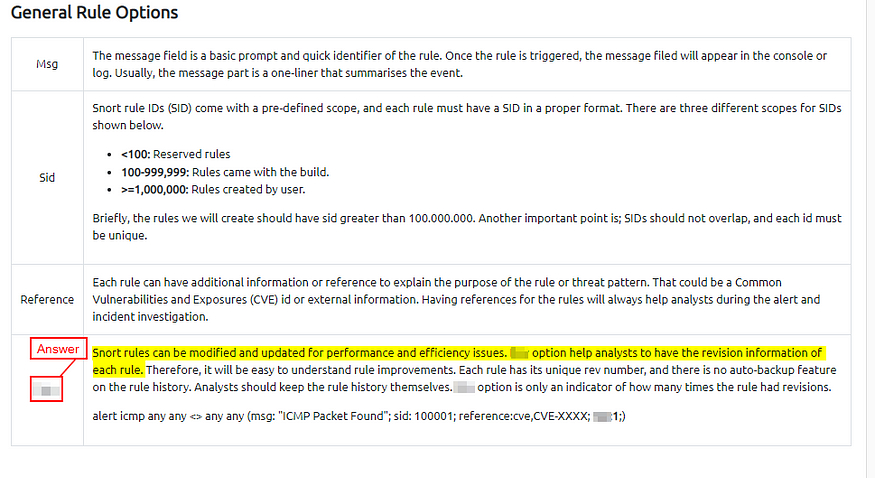 General Rule Options
Msg
The message field is a basic prompt and quick identifier of the rule. Once the rule is triggered, the message filed will appear in the console or
log. Usually, the message part is a one-liner that summarises the event.
Sid
Snort rule IDs (SID) come with a pre-defined scope, and each rule must have a SID in a proper format. There are three different scopes for SIDs
shown below.
• <100: Reserved rules
• 100-999,999: Rules came with the build.
• >=1,000,000: Rules created by user.
Briefly, the rules we will create should have sid greater than 100.000.000. Another important point is; SIDs should not overlap, and each id must
be unique.
Reference
Each rule can have additional information or reference to explain the purpose of the rule or threat pattern. That could be a Common
Vulnerabilities and Exposures (CVE) id or external information. Having references for the rules will always help analysts during the alert and
incident investigation.
Answer
Snort rules can be modified and updated for performance and efficiency issues. option help analysts to have the revision information of
each rule. Therefore, it will be easy to understand rule improvements. Each rule has its unique rev number, and there is no auto-backup feature
on the rule history. Analysts should keep the rule history themselves. option is only an indicator of how many times the rule had revisions.
alert icmp any any <> any any (msg: "ICMP Packet Found"; sid: 100001; reference:cve,CVE-XXXX; 1;)